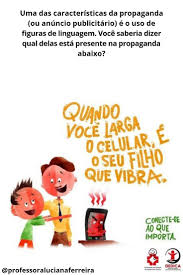 Uma das características da propaganda
(ou anúncio publicitário) é o uso de
figuras de linguagem. Você saberia dizer
qual delas está presente na propaganda
abaixo?
QUANDO
VOCÊ LARGA
O CELULAR, É
O SEU FILHO
QUE VIBRA.
CONECTE-SE
AO QUE
IMPORTA.
@professoralucianaferreira